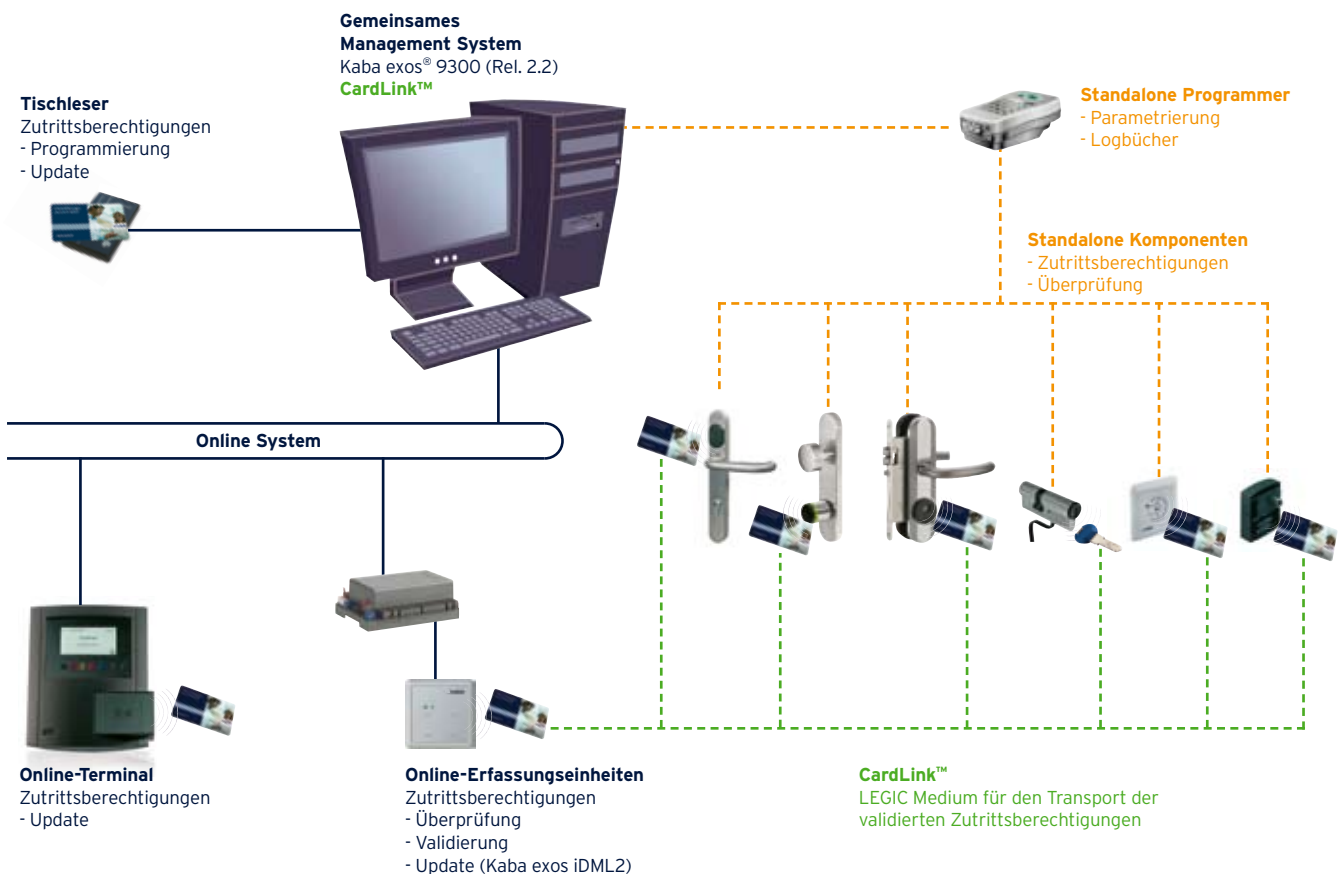 Gemeinsames
Management System
Kaba exos® 9300 (Rel. 2.2)
CardLink™
Tischleser
Zutrittsberechtigungen
- Programmierung
- Update
Standalone Programmer
- Parametrierung
- Logbücher
Standalone Komponenten
- Zutrittsberechtigungen
- Überprüfung
Online System
Online-Terminal
Zutrittsberechtigungen
- Update
Online-Erfassungseinheiten
Zutrittsberechtigungen
- Überprüfung
- Validierung
- Update (Kaba exos iDML2)
CardLink™
LEGIC Medium für den Transport der
validierten Zutrittsberechtigungen